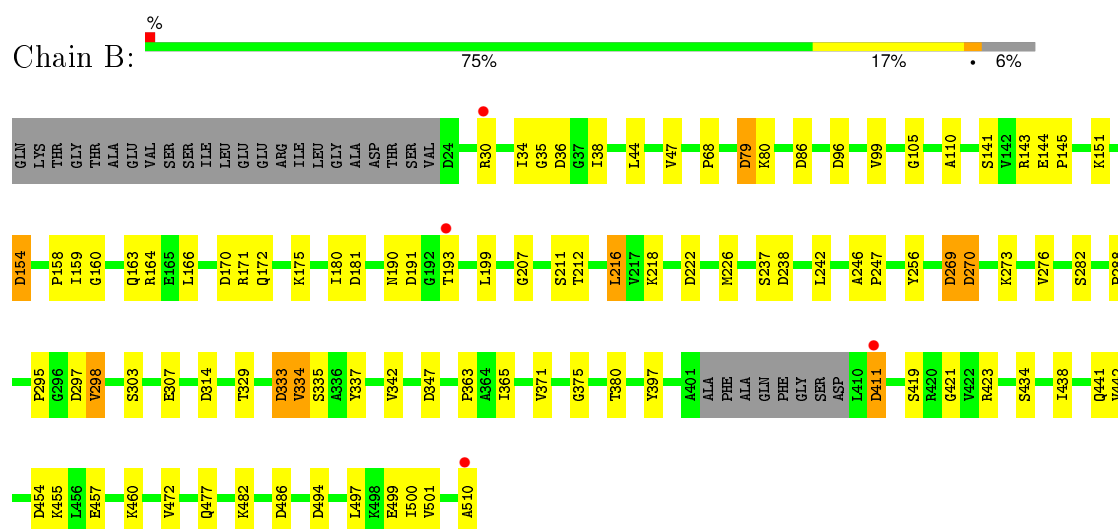 %
Chain B:
75% 17% • 6%
GLN LYS THR GLY THR ALA GLU VAL SER SER ILE LEU GLU GLU ARG ILE LEU GLY ALA ASP THR SER VAL D24 R30 I34 G35 D36 G37 I38 L44 V47 P68 D79 K80 D86 D96 V99 G105 A110 S141 V142 R143 E144 P145 K151
D154 P158 I159 G160 Q163 R164 E165 L166 D170 R171 Q172 K175 I180 D181 N190 D191 G192 T193 L199 G207 S211 T212 L216 V217 K218 D222 M226 S237 D238 L242 A246 P247 Y256 D269 D270 K273 V276 S282
P295 G296 D297 V298 S303 E307 D314 T329 D333 V334 S335 A336 Y337 V342 D347 P363 A364 I365 V371 G375 T380 Y397 A401 ALA PHE ALA GLN PHE GLY SER ASP L410 D411 S419 R420 G421 V422 R423 S434 I438 Q441
D454 K455 L456 E457 K460 V472 Q477 K482 D486 D494 L497 K498 E499 I500 V501 A510